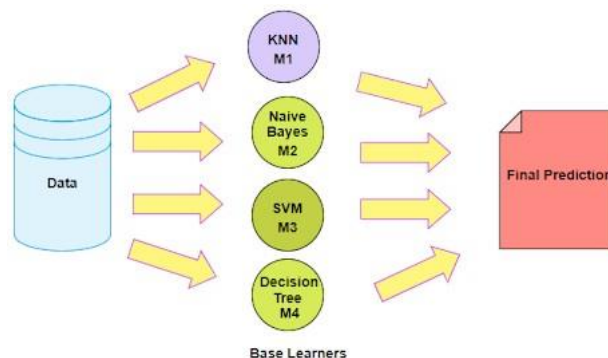 KNN
M1
Naive
Bayes
M2
Data
SVM
M3
Final Prediction
Decision
Tree
M4
Base Learners